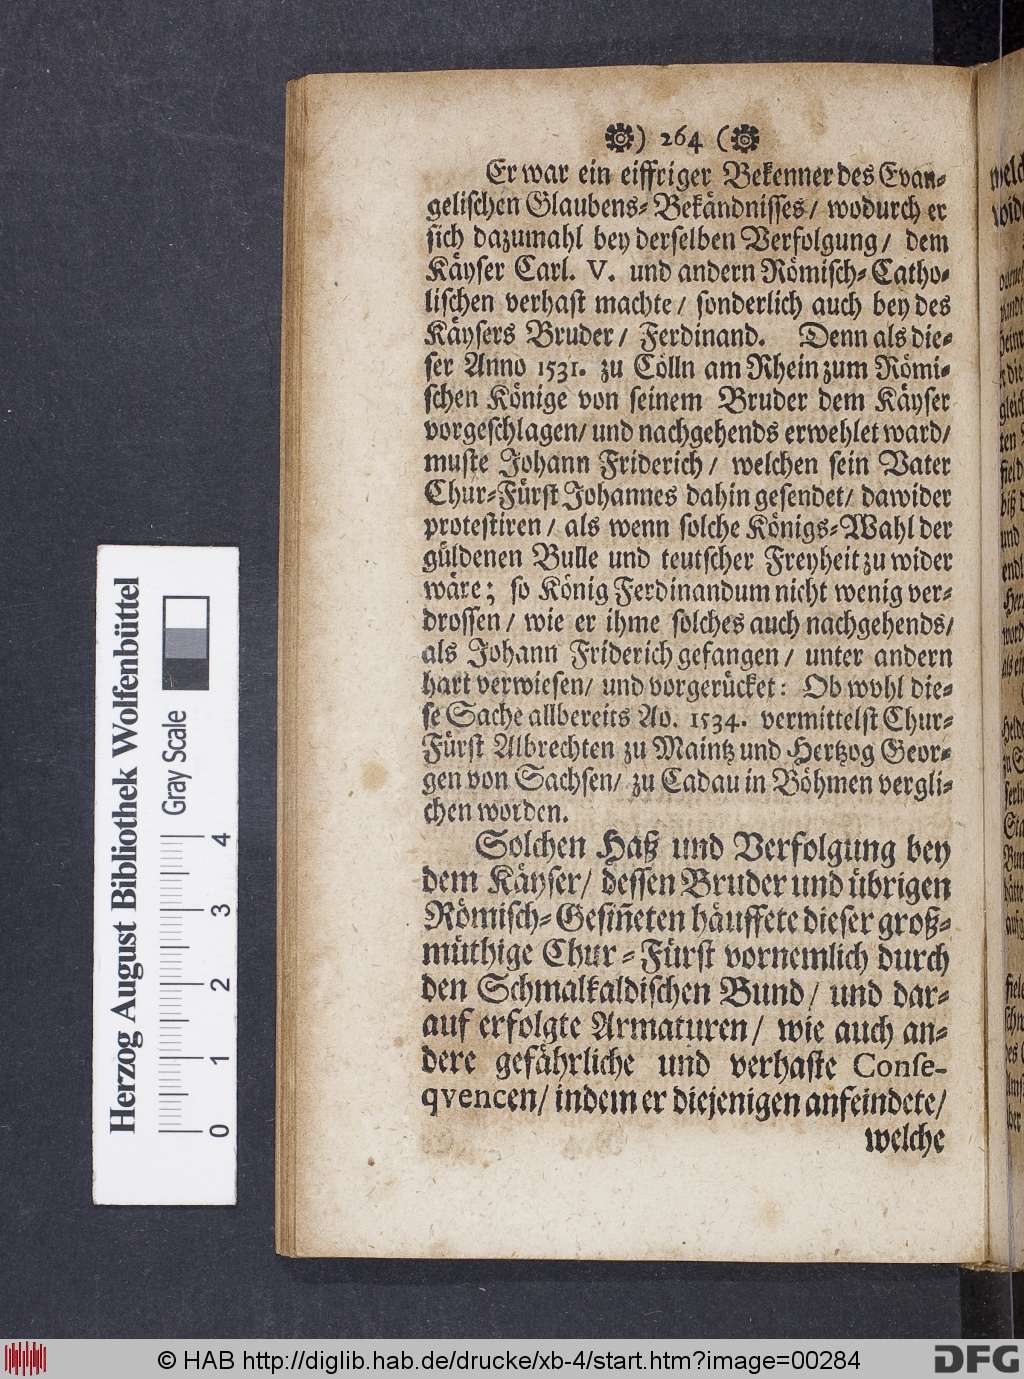 ) 264 (
Er war ein eiffriger Bekenner des Evan-
gelischen Glaubens-Bekändnisses/ wodurch er
sich dazumahl bey derselben Verfolgung/ dem
Käyser Carl. V. und andern Römisch-Catho-
lischen verhast machte/ sonderlich auch bey des
Käysers Bruder/ Ferdinand. Denn als die-
ser Anno 1531. zu Cölln am Rhein zum Römi-
schen Könige von seinem Bruder dem Käyser
vorgeschlagen/ und nachgehends erwehlet ward/
muste Johann Friderich/ welchen sein Vater
Chur-Fürst Johannes dahin gesendet/ dawider
protestiren/ als wenn solche Königs-Wahl der
güldenen Bulle und teutscher Freyheit zu wider
wäre; so König Ferdinandum nicht wenig ver-
drossen/ wie er ihme solches auch nachgehends/
als Johann Friderich gefangen/ unter andern
hart verwiesen/ und vorgerücket: Ob wohl die-
se Sache allbereits Ao. 1534. vermittelst Chur-
Fürst Albrechten zu Maintz und Hertzog Geor-
gen von Sachsen/ zu Cadau in Böhmen vergli-
chen worden.
Solchen Haß und Verfolgung bey
dem Käyser/ dessen Bruder und übrigen
Römisch-Gesiñeten häuffete dieser groß-
müthige Chur-Fürst vornemlich durch
den Schmalkaldischen Bund/ und dar-
auf erfolgte Armaturen/ wie auch an-
dere gefährliche und verhaste Conse-
qvencen/ indem er diejenigen anfeindete/
welche
Herzog August Bibliothek Wolfenbüttel
Gray Scale
0 1 2 3 4
© HAB http://diglib.hab.de/drucke/xb-4/start.htm?image=00284
DFG